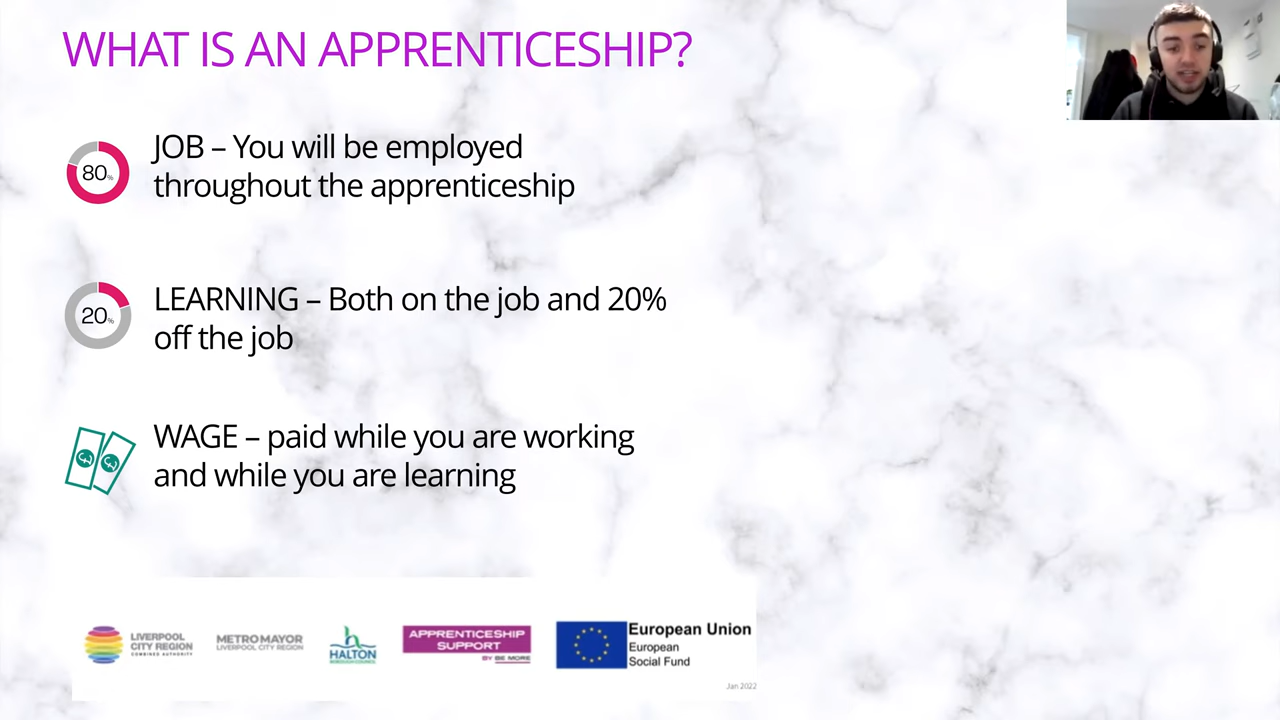 WHAT IS AN APPRENTICESHIP?
80%
JOB – You will be employed
throughout the apprenticeship
20%
LEARNING – Both on the job and 20%
off the job
WAGE – paid while you are working
and while you are learning
LIVERPOOL
CITY REGION
COMBINED AUTHORITY
METRO MAYOR
LIVERPOOL CITY REGION
HALTON
BOROUGH COUNCIL
APPRENTICESHIP
SUPPORT
BY BE MORE
European Union
European
Social Fund
Jan 2022